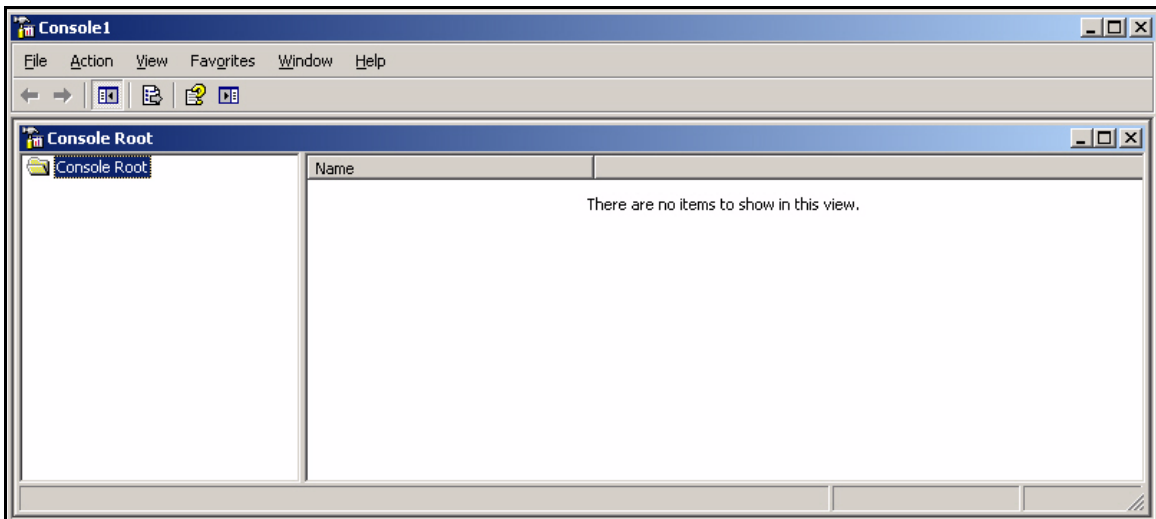 Console1
File Action View Favorites Window Help
Console Root
Console Root
Name
There are no items to show in this view.